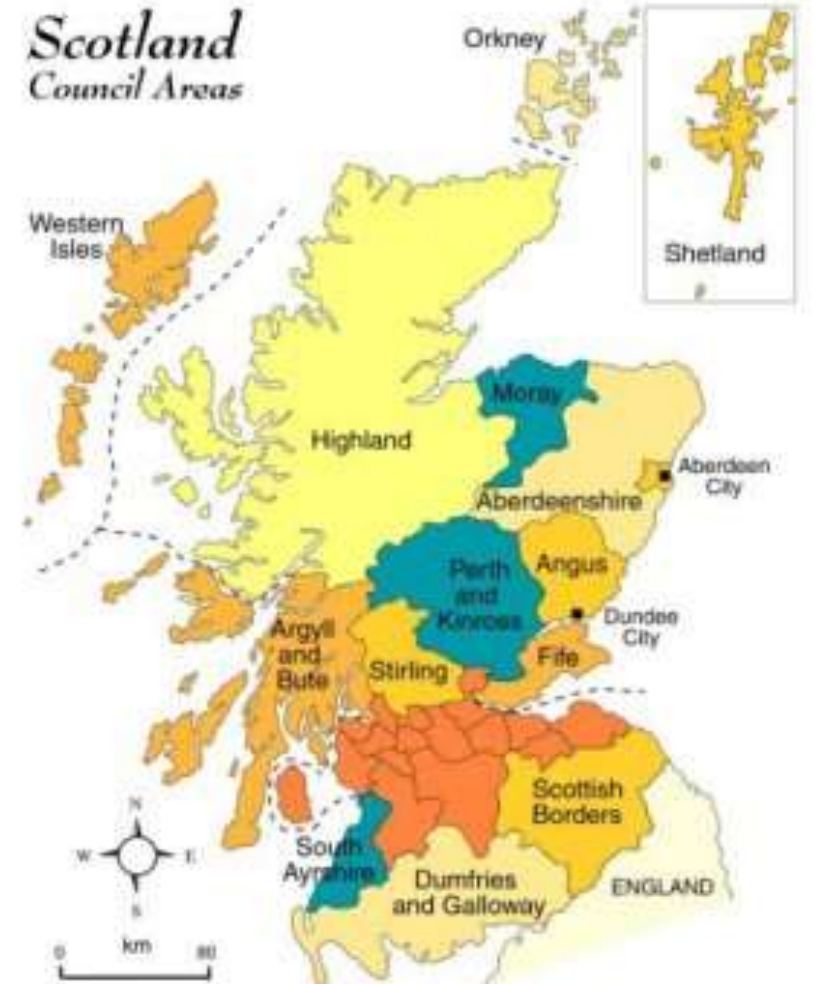 Scotland
Council Areas
Orkney
Shetland
Western
Isles
Moray
Highland
Aberdeen
City
Aberdeenshire
Angus
Perth
and
Kinross
Dundee
City
Argyll
and
Bute
Fife
Stirling
Scottish
Borders
South
Ayrshire
Dumfries
and Galloway
ENGLAND
N
W
E
S
km
0
80